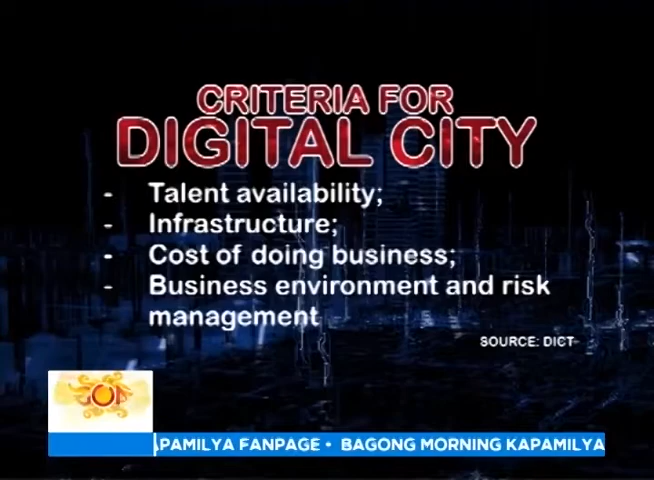 CRITERIA FOR
DIGITAL CITY
- Talent availability;
- Infrastructure;
- Cost of doing business;
- Business environment and risk
management
SOURCE: DICT
PAMILYA FANPAGE • BAGONG MORNING KAPAMILYA